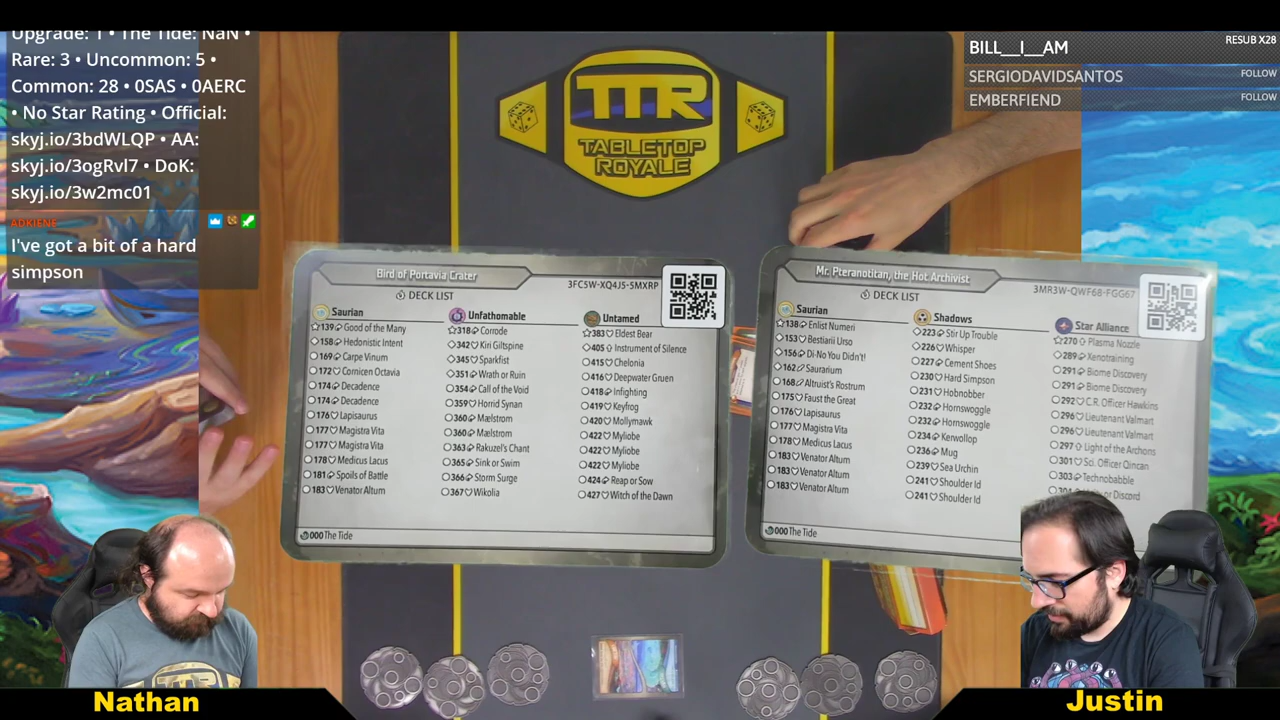 Upgrade: 1 • The Tide: NaN •
Rare: 3 • Uncommon: 5 •
Common: 28 • 0SAS • 0AERC
• No Star Rating • Official:
skyj.io/3bdWLQP • AA:
skyj.io/3ogRvl7 • DoK:
skyj.io/3w2mc01
ADKIENE
I've got a bit of a hard
simpson
BILL__I__AM RESUB X28
SERGIODAVIDSANTOS FOLLOW
EMBERFIEND FOLLOW
TTR
TABLETOP
ROYALE
Bird of Portavia Crater
3FC5W-XQ4J5-5MXRP
DECK LIST
Saurian
139 Good of the Many
158 Hedonistic Intent
169 Carpe Vinum
172 Cornicen Octavia
174 Decadence
174 Decadence
176 Lapisaurus
177 Magistra Vita
177 Magistra Vita
178 Medicus Lacus
181 Spoils of Battle
183 Venator Altum
Unfathomable
318 Corrode
342 Kiri Giltspine
345 Sparkfist
351 Wrath or Ruin
354 Call of the Void
359 Horrid Synan
360 Mælstrom
360 Mælstrom
363 Rakuzel's Chant
365 Sink or Swim
366 Storm Surge
367 Wikolia
Untamed
383 Eldest Bear
405 Instrument of Silence
415 Chelonia
416 Deepwater Gruen
418 Infighting
419 Keyfrog
420 Mollymawk
422 Myliobe
422 Myliobe
422 Myliobe
424 Reap or Sow
427 Witch of the Dawn
000 The Tide
Mr. Pteranotitan, the Hot Archivist
3MR3W-QWF68-FGG67
DECK LIST
Saurian
138 Enlist Numeri
153 Bestiarii Urso
156 Di-No You Didn't!
162 Saurarium
168 Altruist's Rostrum
175 Faust the Great
176 Lapisaurus
177 Magistra Vita
178 Medicus Lacus
183 Venator Altum
183 Venator Altum
183 Venator Altum
Shadows
223 Stir Up Trouble
226 Whisper
227 Cement Shoes
230 Hard Simpson
231 Hobnobber
232 Hornswoggle
232 Hornswoggle
234 Kerwollop
236 Mug
239 Sea Urchin
241 Shoulder Id
241 Shoulder Id
Star Alliance
270 Plasma Nozzle
289 Xenotraining
291 Biome Discovery
291 Biome Discovery
292 C.R. Officer Hawkins
296 Lieutenant Valmart
296 Lieutenant Valmart
297 Light of the Archons
301 Sci. Officer Qincan
303 Technobabble
304 or Discord
000 The Tide
Nathan
Justin